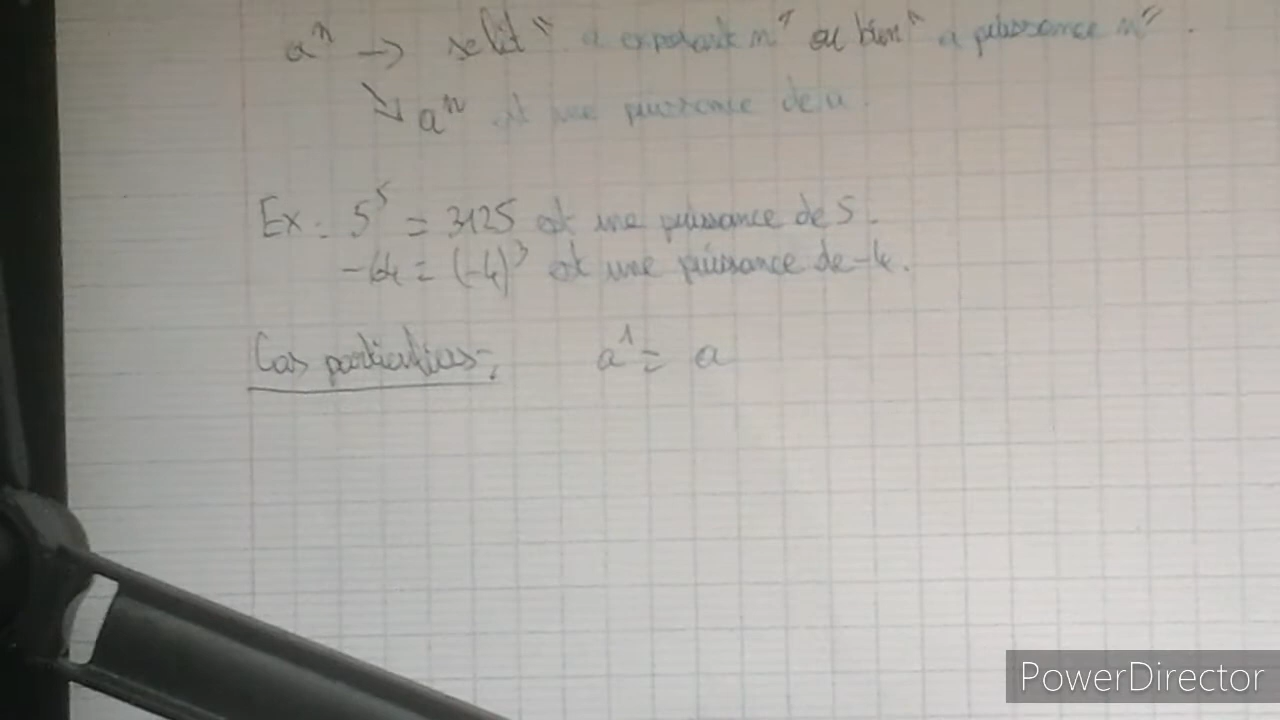 aⁿ → se lit " a exposant n " ou bien " a puissance n ".
↘ aⁿ est une puissance de a.
Ex : 5⁵ = 3125 est une puissance de 5.
-64 = (-4)³ est une puissance de -4.
Cas particuliers : a¹ = a
PowerDirector